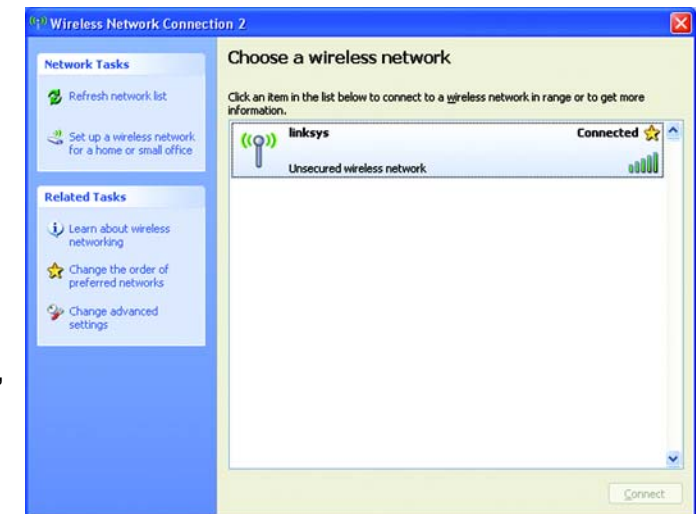 Wireless Network Connection 2
Network Tasks
Refresh network list
Set up a wireless network
for a home or small office
Related Tasks
Learn about wireless
networking
Change the order of
preferred networks
Change advanced
settings
Choose a wireless network
Click an item in the list below to connect to a wireless network in range or to get more
information.
linksys
Connected
Unsecured wireless network
Connect